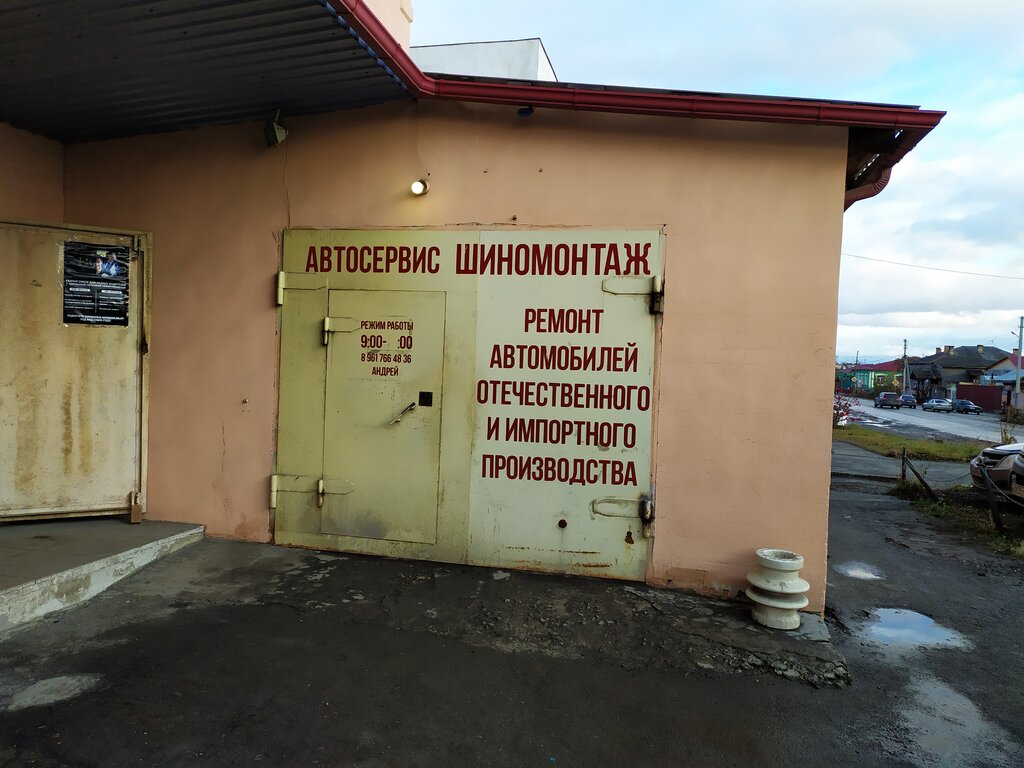 АВТОСЕРВИС ШИНОМОНТАЖ
РЕЖИМ РАБОТЫ
9:00- :00
8 961 766 48 36
АНДРЕЙ
РЕМОНТ
АВТОМОБИЛЕЙ
ОТЕЧЕСТВЕННОГО
И ИМПОРТНОГО
ПРОИЗВОДСТВА